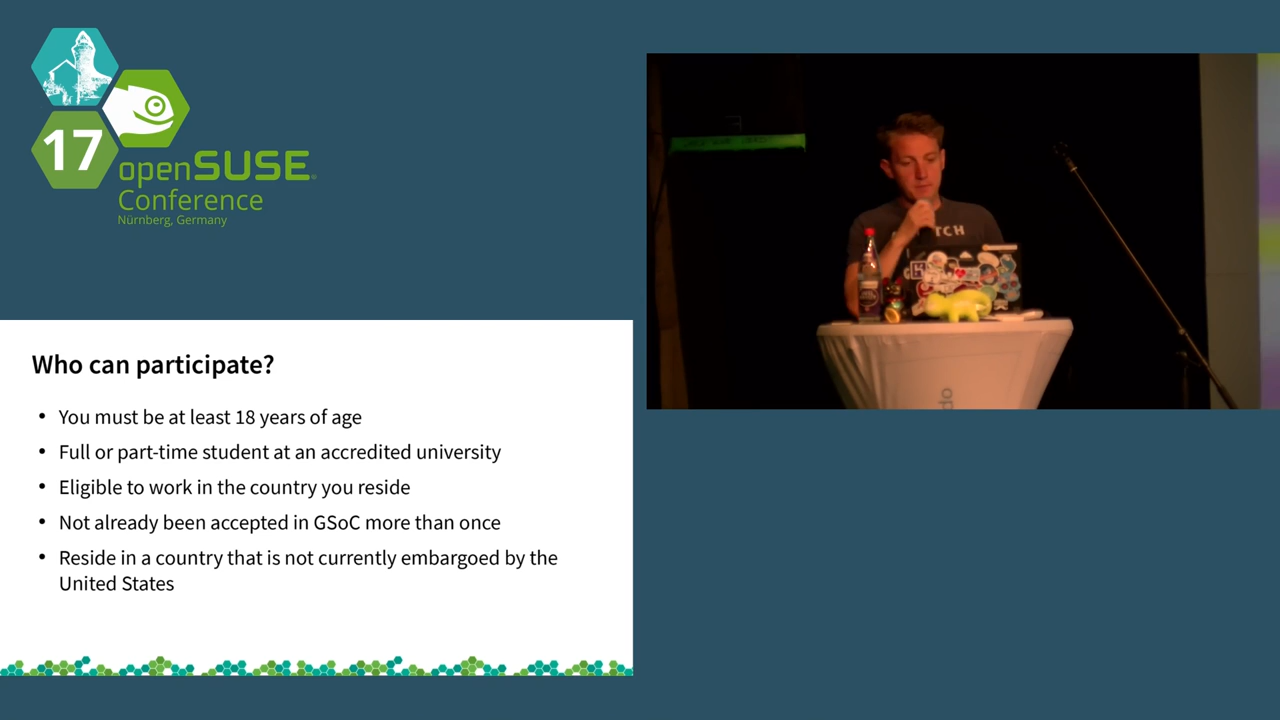 17
openSUSE
Conference
Nürnberg, Germany
Who can participate?
• You must be at least 18 years of age
• Full or part-time student at an accredited university
• Eligible to work in the country you reside
• Not already been accepted in GSoC more than once
• Reside in a country that is not currently embargoed by the
United States
TCH
do